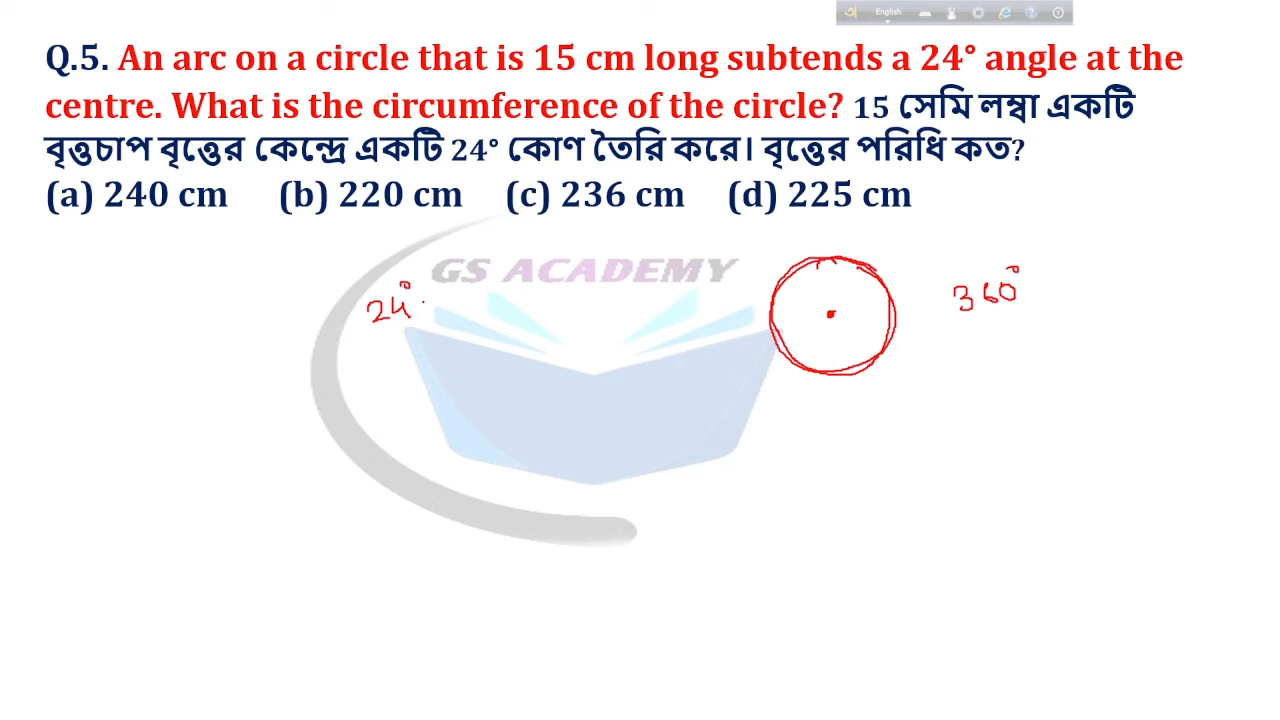 English
Q.5. An arc on a circle that is 15 cm long subtends a 24° angle at the
centre. What is the circumference of the circle? 15 সেমি লম্বা একটি
বৃত্তচাপ বৃত্তের কেন্দ্রে একটি 24° কোণ তৈরি করে। বৃত্তের পরিধি কত?
(a) 240 cm (b) 220 cm (c) 236 cm (d) 225 cm
GS ACADEMY
24° 360°